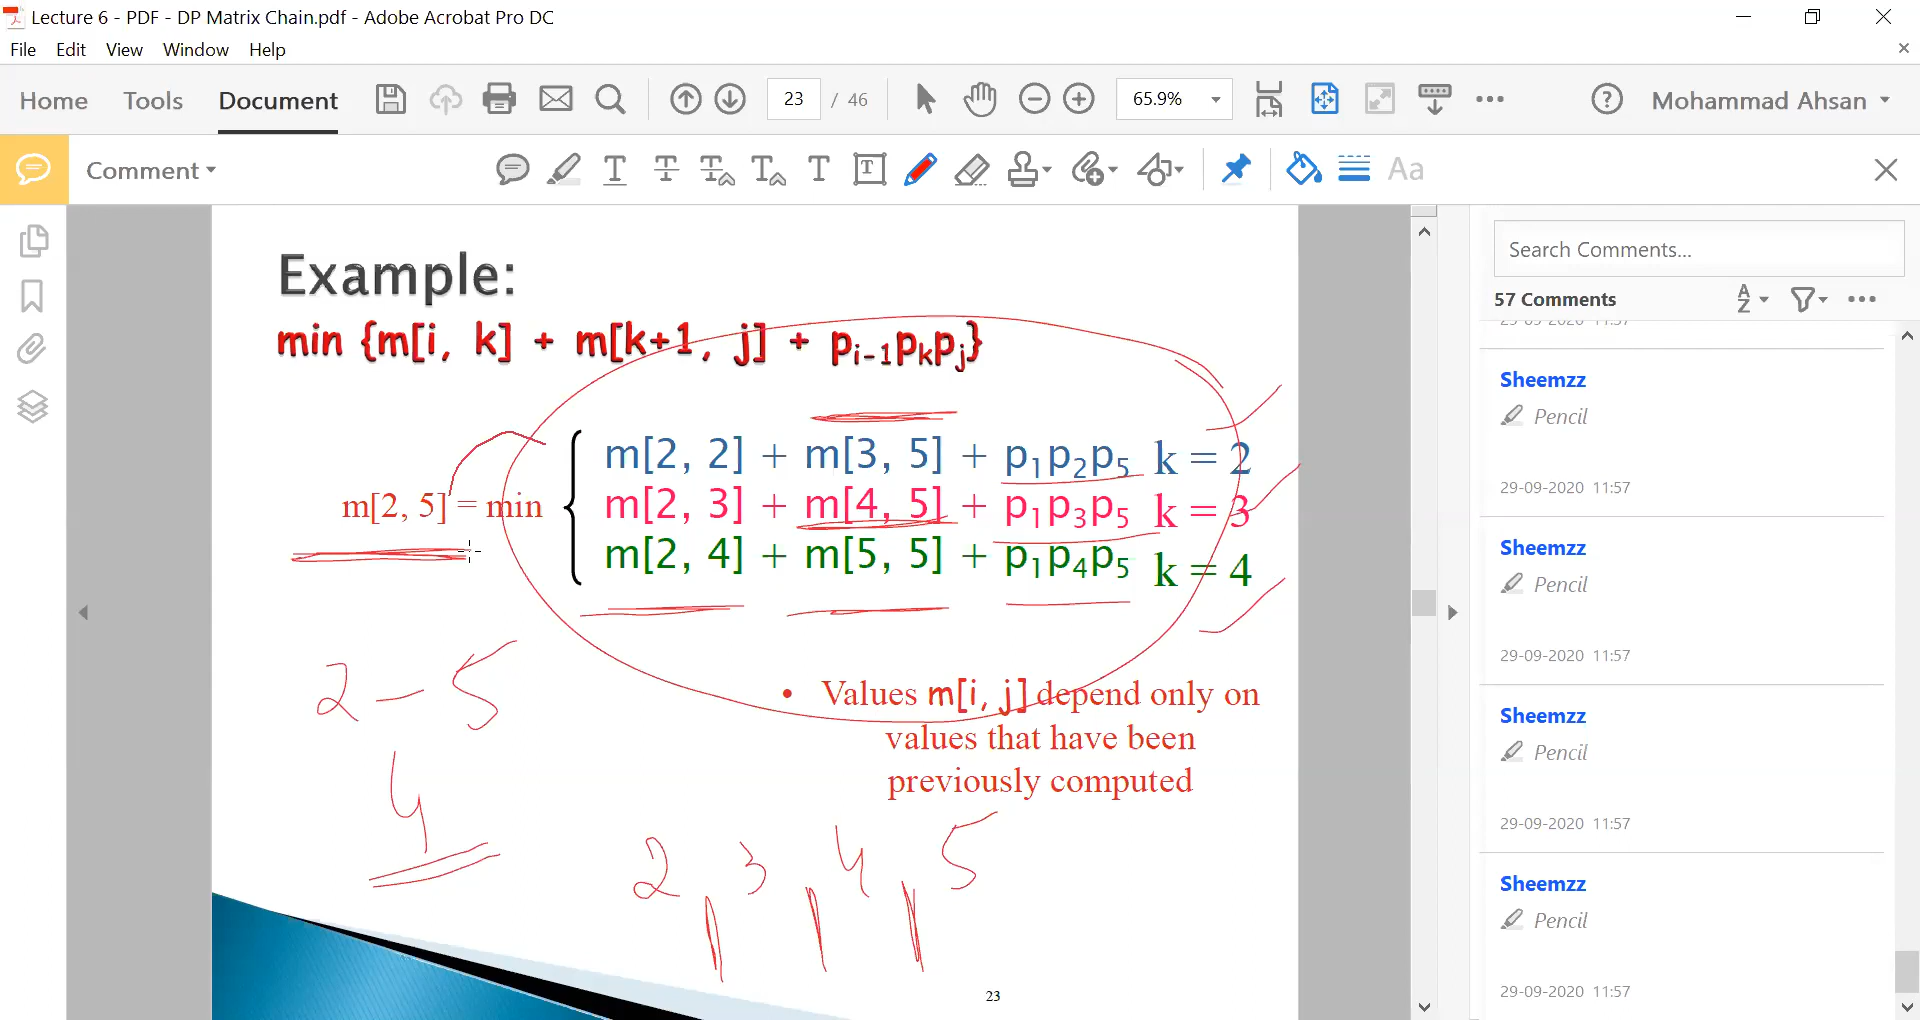 Lecture 6 - PDF - DP Matrix Chain.pdf - Adobe Acrobat Pro DC
File Edit View Window Help
Home Tools Document 23 / 46 65.9% Mohammad Ahsan
Comment T T T T T T Aa
Search Comments...
57 Comments
29-09-2020 11:57
Sheemzz
Pencil
29-09-2020 11:57
Sheemzz
Pencil
29-09-2020 11:57
Sheemzz
Pencil
29-09-2020 11:57
Sheemzz
Pencil
29-09-2020 11:57
Example:
min {m[i, k] + m[k+1, j] + pi-1pkpj}
m[2, 2] + m[3, 5] + p1p2p5 k = 2
m[2, 5] = min m[2, 3] + m[4, 5] + p1p3p5 k = 3
m[2, 4] + m[5, 5] + p1p4p5 k = 4
2 - 5
• Values m[i, j] depend only on
values that have been
previously computed
4
2 3 4 5
23